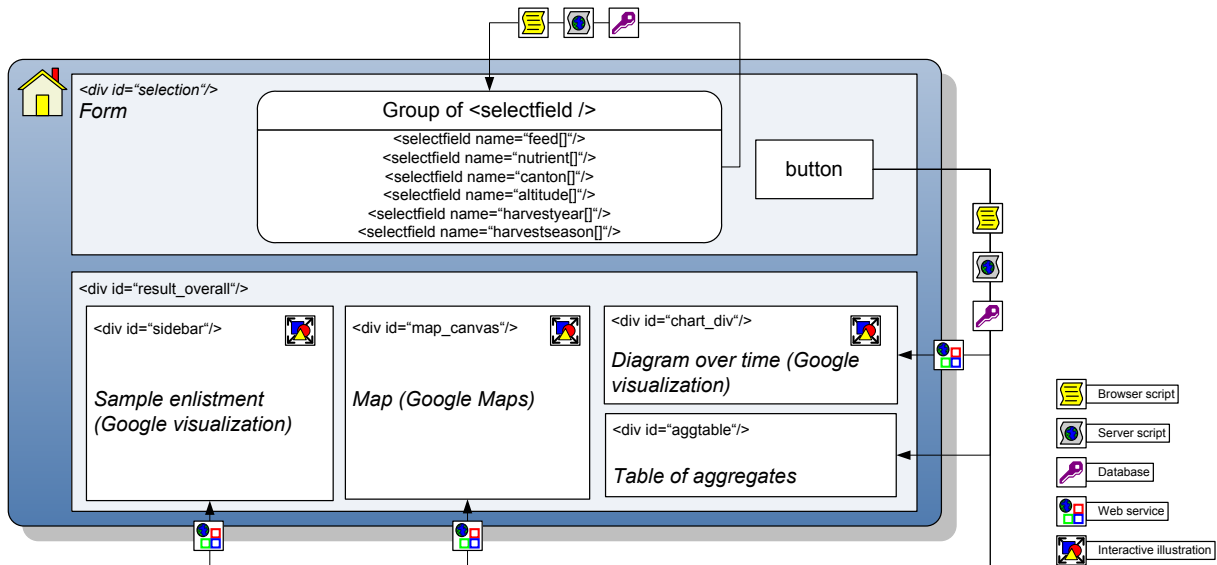 <div id=“selection“/>
Form
Group of <selectfield />
<selectfield name=“feed[]“/>
<selectfield name=“nutrient[]“/>
<selectfield name=“canton[]“/>
<selectfield name=“altitude[]“/>
<selectfield name=“harvestyear[]“/>
<selectfield name=“harvestseason[]“/>
button
<div id=“result_overall“/>
<div id=“sidebar“/>
Sample enlistment
(Google visualization)
<div id=“map_canvas“/>
Map (Google Maps)
<div id=“chart_div“/>
Diagram over time (Google
visualization)
<div id=“aggtable“/>
Table of aggregates
Browser script
Server script
Database
Web service
Interactive illustration